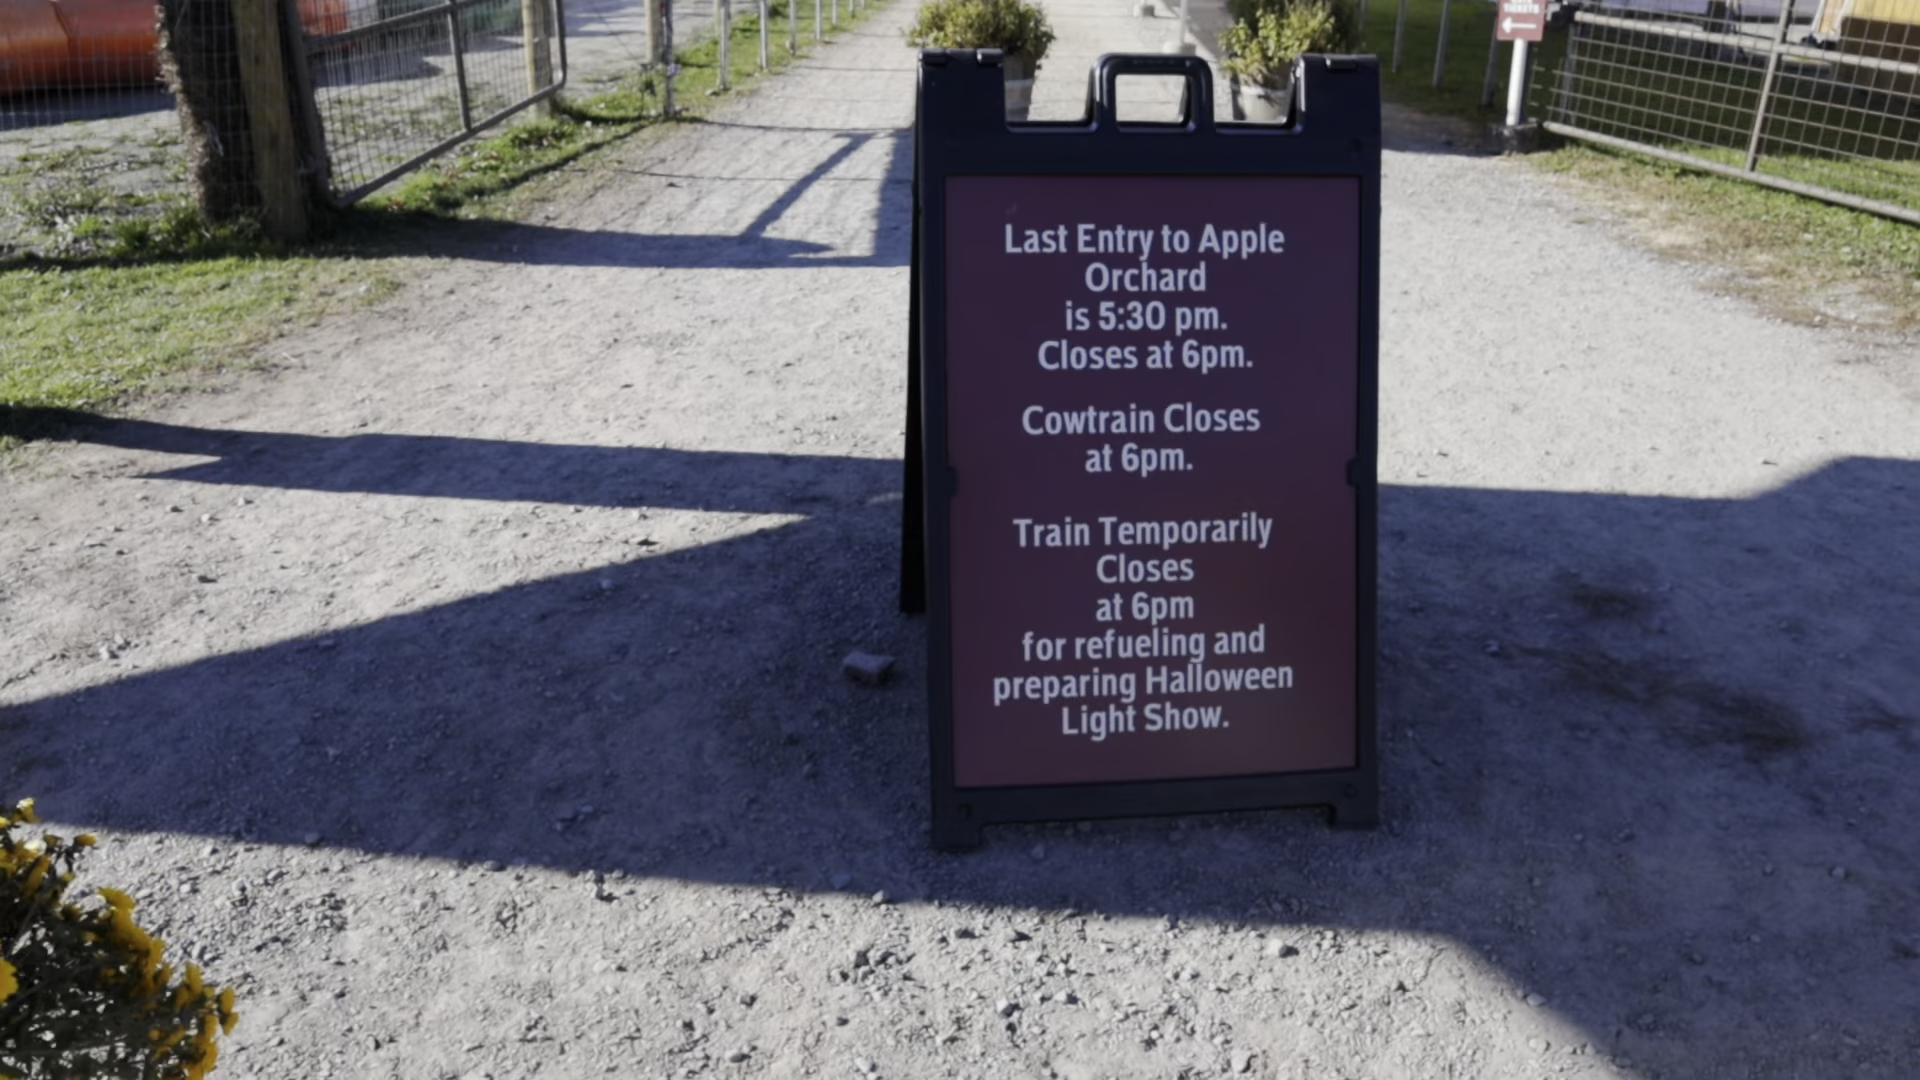 TICKETS
Last Entry to Apple
Orchard
is 5:30 pm.
Closes at 6pm.
Cowtrain Closes
at 6pm.
Train Temporarily
Closes
at 6pm
for refueling and
preparing Halloween
Light Show.